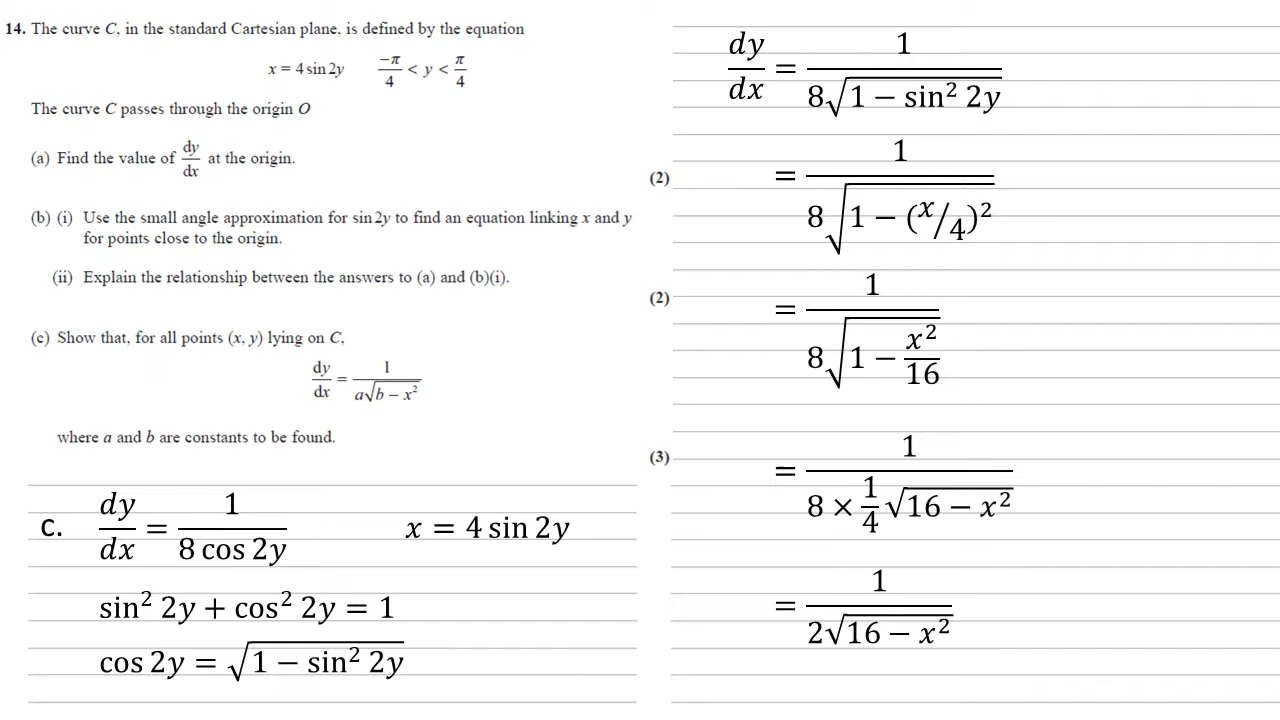 14. The curve C, in the standard Cartesian plane, is defined by the equation
x = 4 sin 2y    −π/4 < y < π/4
The curve C passes through the origin O
(a) Find the value of dy/dx at the origin.
(2)
(b) (i) Use the small angle approximation for sin 2y to find an equation linking x and y
for points close to the origin.
(ii) Explain the relationship between the answers to (a) and (b)(i).
(2)
(c) Show that, for all points (x, y) lying on C,
dy/dx = 1/(a√(b − x²))
where a and b are constants to be found.
(3)
c. dy/dx = 1/(8 cos 2y)    x = 4 sin 2y
sin² 2y + cos² 2y = 1
cos 2y = √(1 − sin² 2y)
dy/dx = 1/(8√(1 − sin² 2y))
= 1/(8√(1 − (x/4)²))
= 1/(8√(1 − x²/16))
= 1/(8 × 1/4 √(16 − x²))
= 1/(2√(16 − x²))